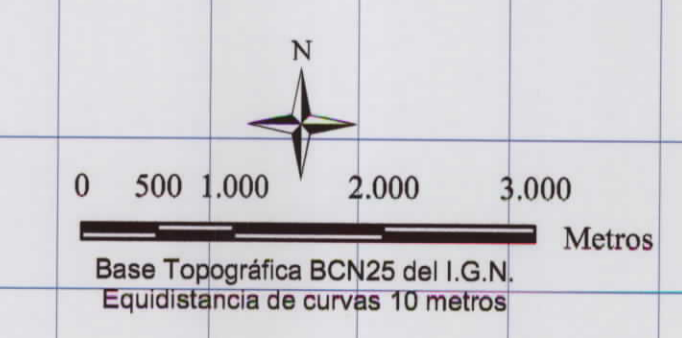 N
0 500 1.000 2.000 3.000
Metros
Base Topográfica BCN25 del I.G.N.
Equidistancia de curvas 10 metros